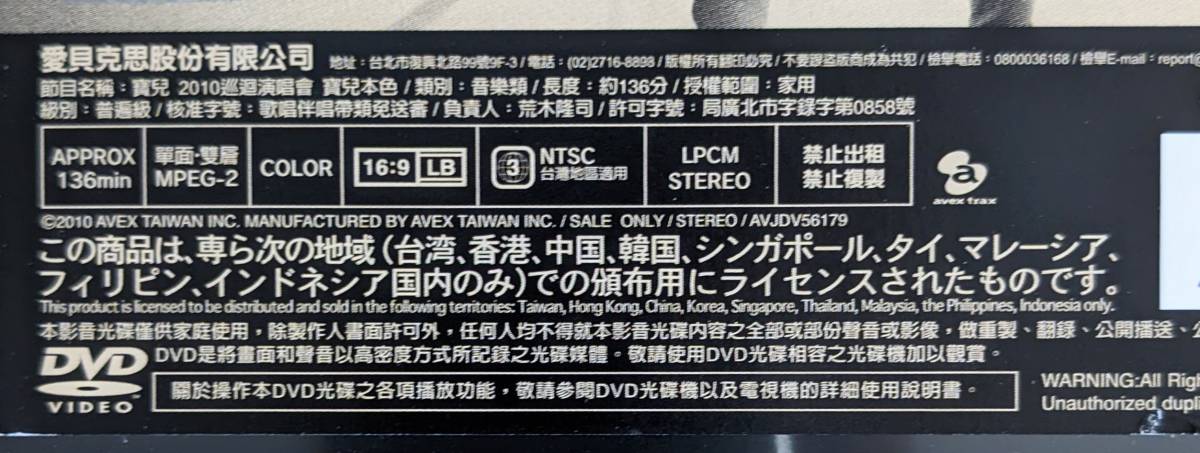 愛貝克思股份有限公司 地址：台北市復興北路99號9F-3 / 電話：(02)2716-8898 / 版權所有翻印必究 / 不要跟盜版商成為共犯 / 檢舉電話：0800036168 / 檢舉E-mail：report@
節目名稱：寶兒 2010巡迴演唱會 寶兒本色 / 類別：音樂類 / 長度：約136分 / 授權範圍：家用
級別：普遍級 / 核准字號：歌唱伴唱帶類免送審 / 負責人：荒木隆司 / 許可字號：局廣北市字錄字第0858號
APPROX 136min 單面·雙層 MPEG-2 COLOR 16:9 LB 3 NTSC 台灣地區適用 LPCM STEREO 禁止出租 禁止複製 a avex trax
©2010 AVEX TAIWAN INC. MANUFACTURED BY AVEX TAIWAN INC. / SALE ONLY / STEREO / AVJDV56179
この商品は、専ら次の地域（台湾、香港、中国、韓国、シンガポール、タイ、マレーシア、
フィリピン、インドネシア国内のみ）での頒布用にライセンスされたものです。
This product is licensed to be distributed and sold in the following territories: Taiwan, Hong Kong, China, Korea, Singapore, Thailand, Malaysia, the Philippines, Indonesia only.
本影音光碟僅供家庭使用，除製作人書面許可外，任何人均不得就本影音光碟內容之全部或部份聲音或影像，做重製、翻錄、公開播送、
DVD VIDEO DVD是將畫面和聲音以高密度方式所記錄之光碟媒體。敬請使用DVD光碟相容之光碟機加以觀賞。
關於操作本DVD光碟之各項播放功能，敬請參閱DVD光碟機以及電視機的詳細使用說明書。
WARNING:All Righ
Unauthorized dupli